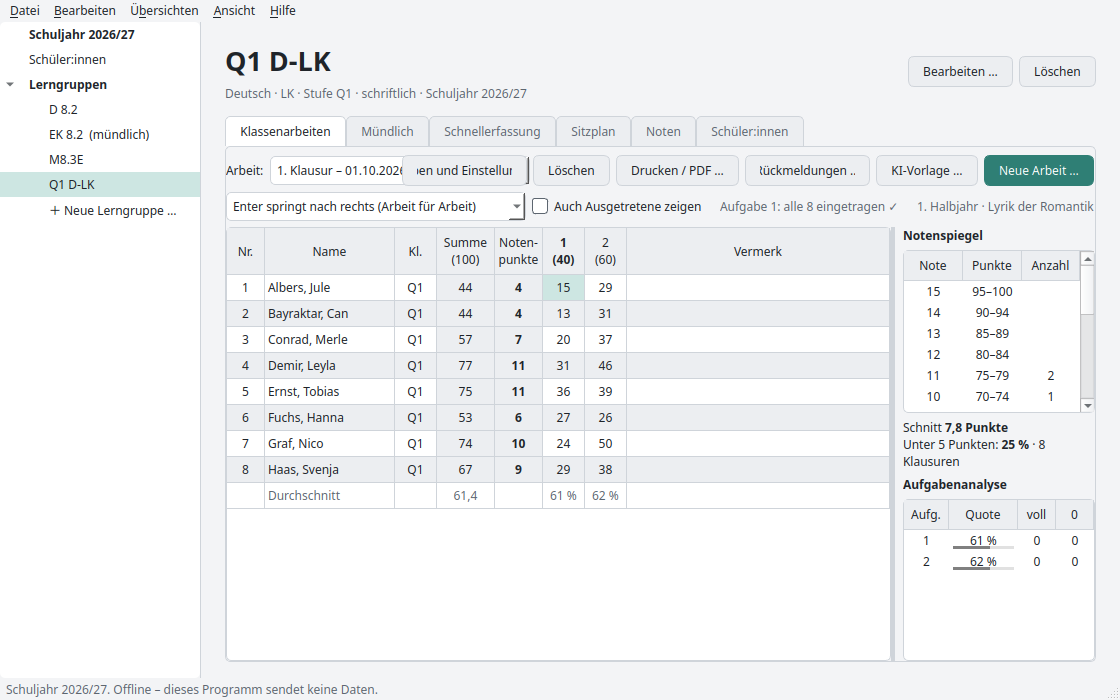 Datei Bearbeiten Übersichten Ansicht Hilfe
Schuljahr 2026/27
Schüler:innen
Lerngruppen
D 8.2
EK 8.2 (mündlich)
M8.3E
Q1 D-LK
+ Neue Lerngruppe ...
Q1 D-LK
Bearbeiten ... Löschen
Deutsch · LK · Stufe Q1 · schriftlich · Schuljahr 2026/27
Klassenarbeiten Mündlich Schnellerfassung Sitzplan Noten Schüler:innen
Arbeit: 1. Klausur – 01.10.2026 en und Einstellur Löschen Drucken / PDF ... ückmeldungen .. KI-Vorlage ... Neue Arbeit ...
Enter springt nach rechts (Arbeit für Arbeit) Auch Ausgetretene zeigen Aufgabe 1: alle 8 eingetragen ✓ 1. Halbjahr · Lyrik der Romantik
Nr. Name Kl. Summe (100) Noten- punkte 1 (40) 2 (60) Vermerk
1 Albers, Jule Q1 44 4 15 29
2 Bayraktar, Can Q1 44 4 13 31
3 Conrad, Merle Q1 57 7 20 37
4 Demir, Leyla Q1 77 11 31 46
5 Ernst, Tobias Q1 75 11 36 39
6 Fuchs, Hanna Q1 53 6 27 26
7 Graf, Nico Q1 74 10 24 50
8 Haas, Svenja Q1 67 9 29 38
Durchschnitt 61,4 61 % 62 %
Notenspiegel
Note Punkte Anzahl
15 95–100
14 90–94
13 85–89
12 80–84
11 75–79 2
10 70–74 1
Schnitt 7,8 Punkte
Unter 5 Punkten: 25 % · 8
Klausuren
Aufgabenanalyse
Aufg. Quote voll 0
1 61 % 0 0
2 62 % 0 0
Schuljahr 2026/27. Offline – dieses Programm sendet keine Daten.